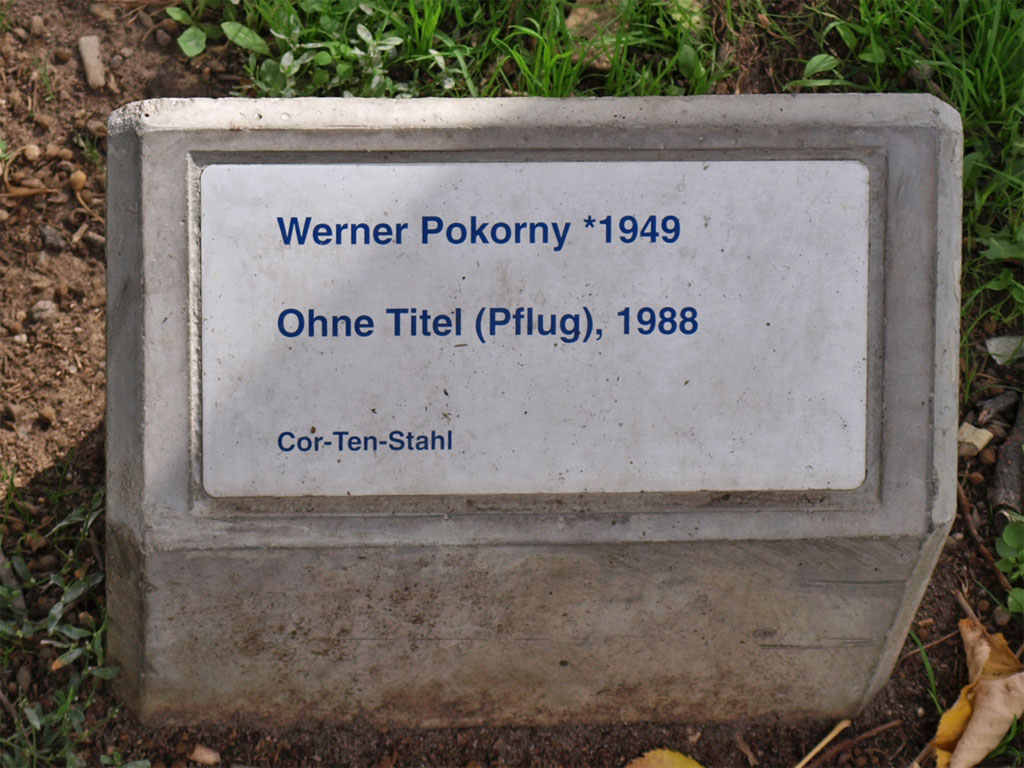 Werner Pokorny *1949
Ohne Titel (Pflug), 1988
Cor-Ten-Stahl